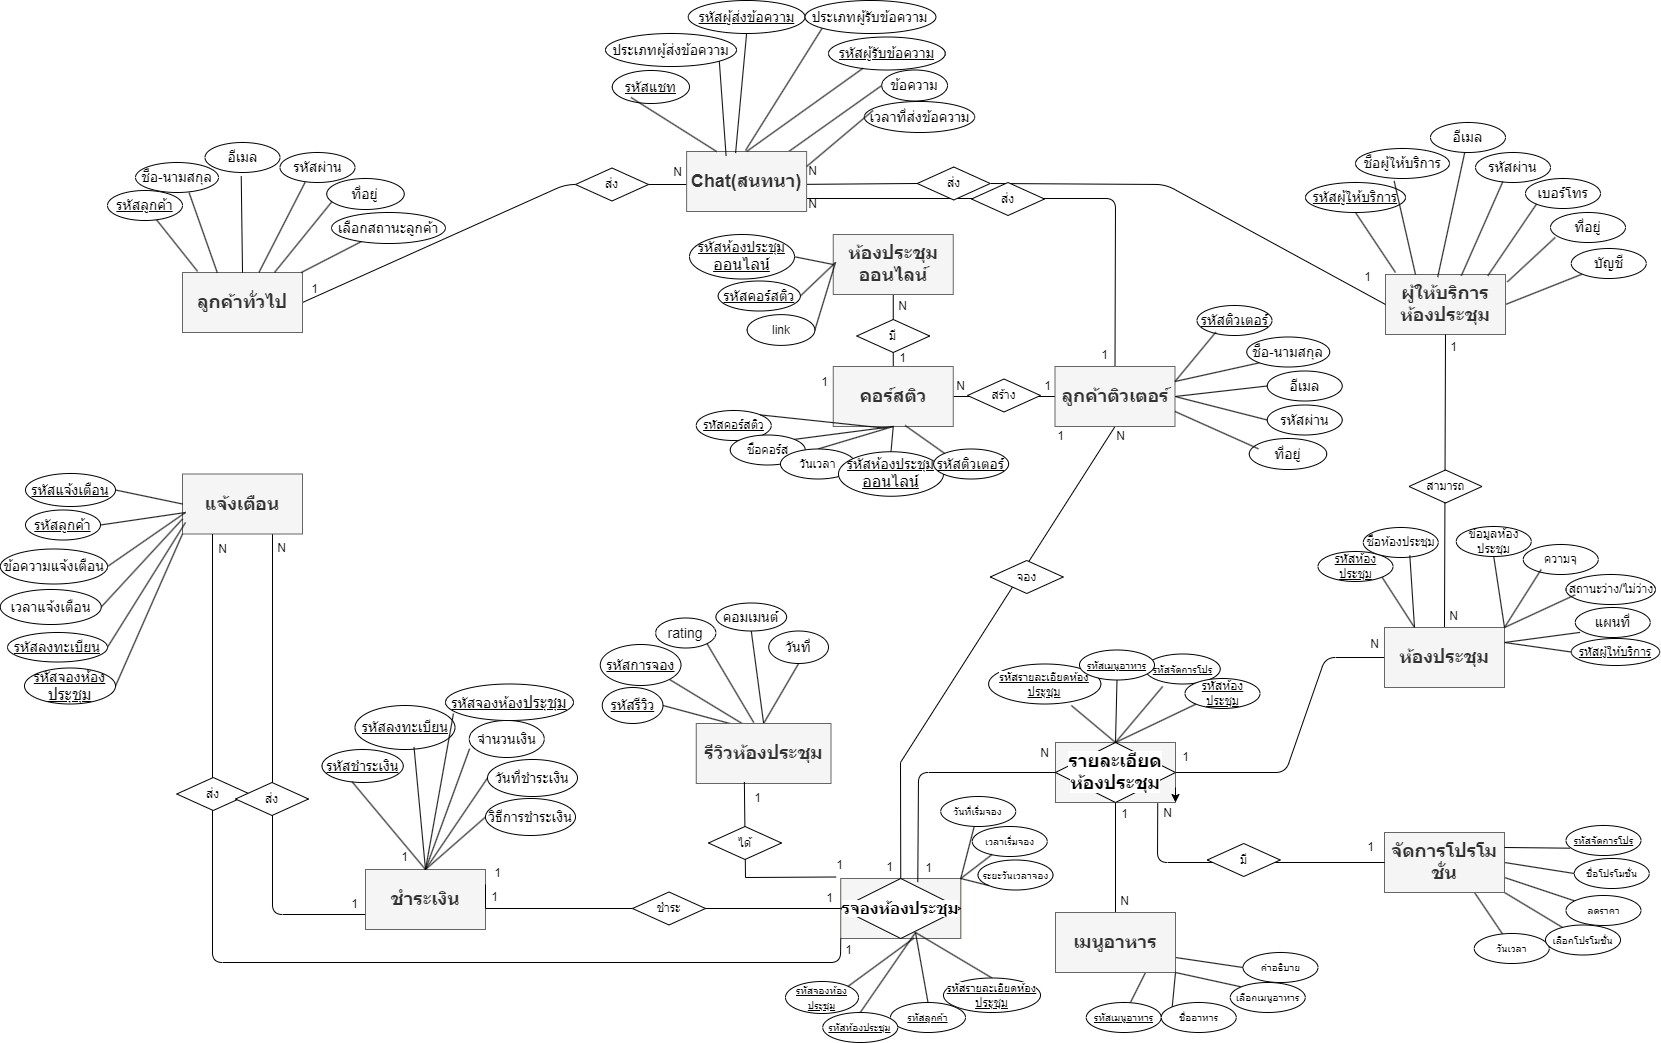 รหัสผู้ส่งข้อความ
ประเภทผู้รับข้อความ
ประเภทผู้ส่งข้อความ
รหัสผู้รับข้อความ
รหัสแชท
ข้อความ
เวลาที่ส่งข้อความ
อีเมล
รหัสผ่าน
ชื่อ-นามสกุล
ที่อยู่
รหัสลูกค้า
เลือกสถานะลูกค้า
ลูกค้าทั่วไป
1
ส่ง
N
Chat(สนทนา)
N
N
ส่ง
ส่ง
อีเมล
ชื่อผู้ให้บริการ
รหัสผ่าน
รหัสผู้ให้บริการ
เบอร์โทร
ที่อยู่
บัญชี
1
ผู้ให้บริการ
ห้องประชุม
1
รหัสห้องประชุม
ออนไลน์
รหัสคอร์สติว
link
ห้องประชุม
ออนไลน์
N
มี
1
1
คอร์สติว
N
สร้าง
1
1
ลูกค้าติวเตอร์
1
N
รหัสติวเตอร์
ชื่อ-นามสกุล
อีเมล
รหัสผ่าน
ที่อยู่
รหัสคอร์สติว
ชื่อคอร์ส
วันเวลา
รหัสห้องประชุม
ออนไลน์
รหัสติวเตอร์
รหัสแจ้งเตือน
รหัสลูกค้า
ข้อความแจ้งเตือน
เวลาแจ้งเตือน
รหัสลงทะเบียน
รหัสจองห้อง
ประชุม
แจ้งเตือน
N
N
สามารถ
จอง
ชื่อห้องประชุม
ข้อมูลห้อง
ประชุม
รหัสห้อง
ประชุม
ความจุ
สถานะว่าง/ไม่ว่าง
แผนที่
รหัสผู้ให้บริการ
N
N
ห้องประชุม
คอมเมนต์
rating
วันที่
รหัสการจอง
รหัสรีวิว
รีวิวห้องประชุม
1
ได้
1
รหัสจองห้องประชุม
รหัสลงทะเบียน
จำนวนเงิน
รหัสชำระเงิน
วันที่ชำระเงิน
วิธีการชำระเงิน
ส่ง
ส่ง
1
1
ชำระเงิน
1
1
ชำระ
1
รหัสรายละเอียดห้อง
ประชุม
รหัสเมนูอาหาร
รหัสจัดการโปร
รหัสห้อง
ประชุม
N
รายละเอียด
ห้องประชุม
1
1
N
วันที่เริ่มจอง
เวลาเริ่มจอง
ระยะวันเวลาจอง
1
1
รจองห้องประชุม
1
รหัสจองห้อง
ประชุม
รหัสห้องประชุม
รหัสลูกค้า
รหัสรายละเอียดห้อง
ประชุม
N
เมนูอาหาร
คำอธิบาย
เลือกเมนูอาหาร
รหัสเมนูอาหาร
ชื่ออาหาร
มี
1
จัดการโปรโม
ชั่น
รหัสจัดการโปร
ชื่อโปรโมชั่น
ลดราคา
เลือกโปรโมชั่น
วันเวลา